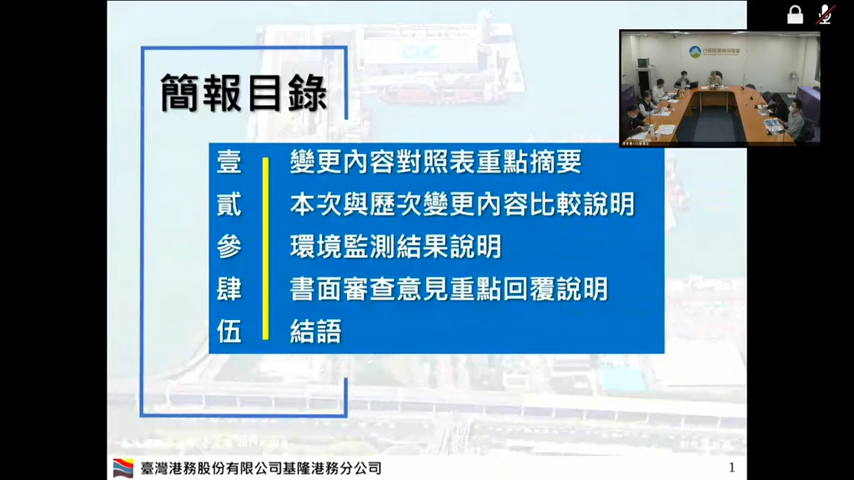 簡報目錄
壹 變更內容對照表重點摘要
貳 本次與歷次變更內容比較說明
參 環境監測結果說明
肆 書面審查意見重點回覆說明
伍 結語
臺灣港務股份有限公司基隆港務分公司
1